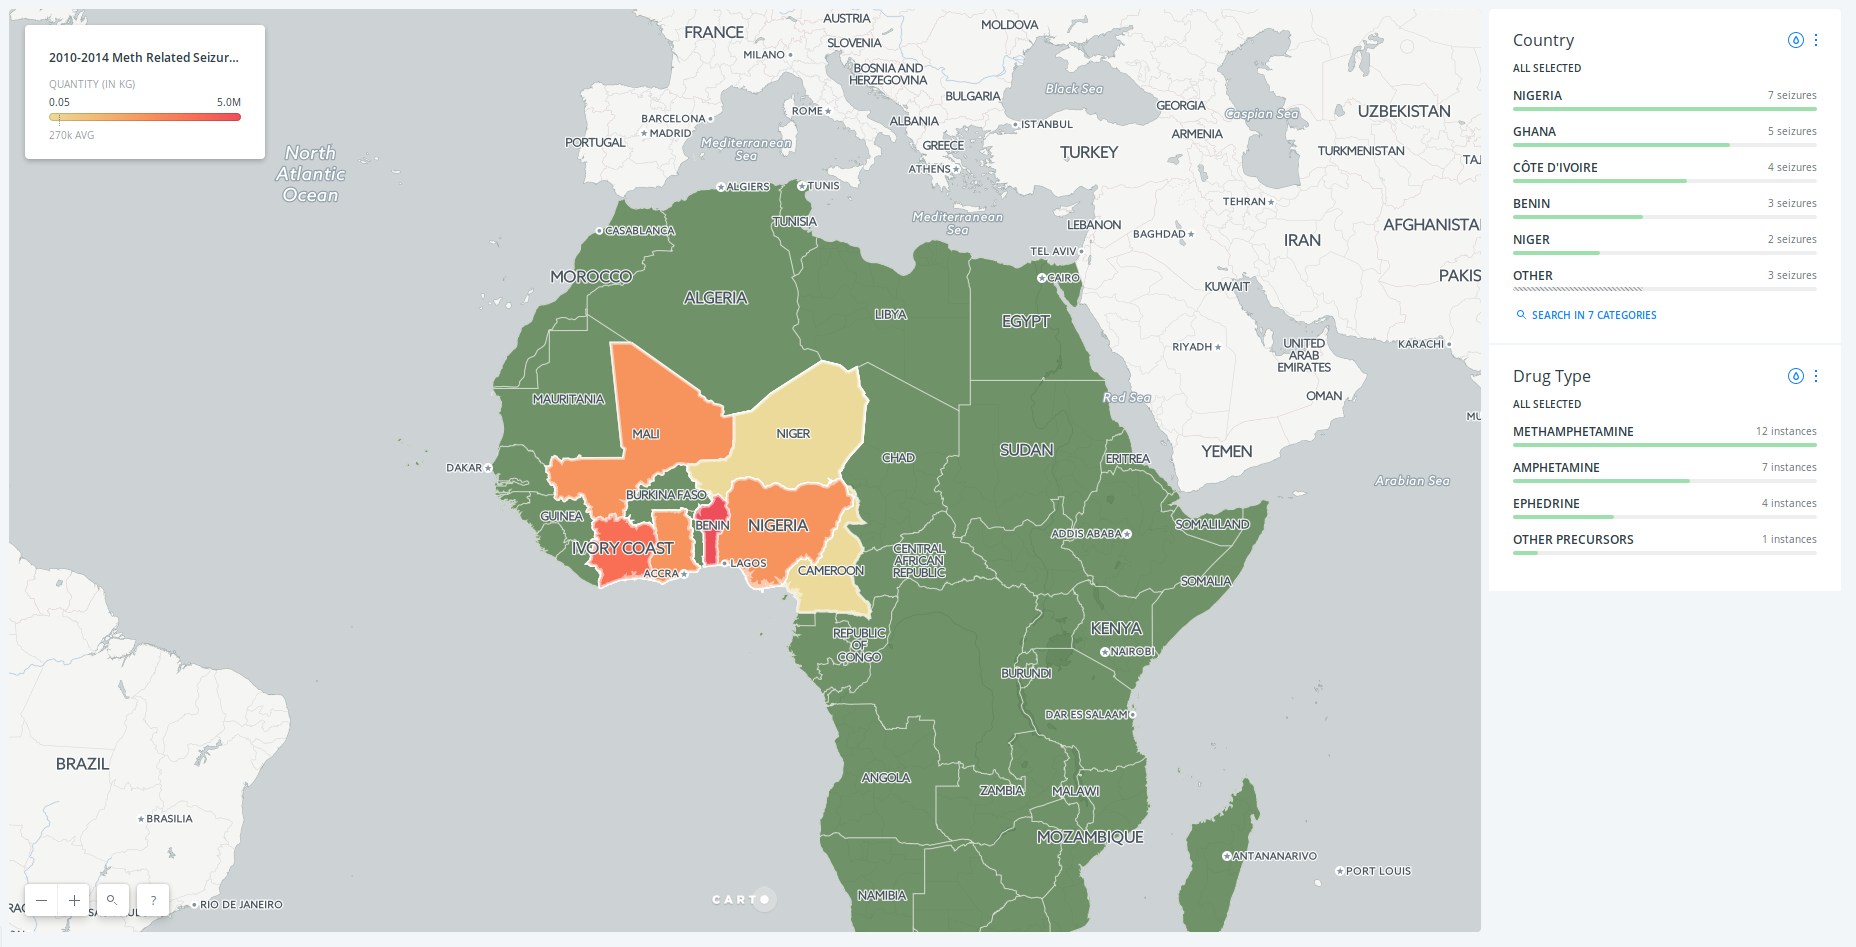 2010-2014 Meth Related Seizur...
QUANTITY (IN KG)
0.05 5.0M
270k AVG
FRANCE
AUSTRIA
MOLDOVA
SLOVENIA
MILANO
BOSNIA AND
HERZEGOVINA
BULGARIA
Black Sea
GEORGIA
Caspian Sea
UZBEKISTAN
BARCELONA
ROME
ALBANIA
ISTANBUL
ARMENIA
MADRID
PORTUGAL
Mediterranean
Sea
GREECE
TURKEY
TURKMENISTAN
ATHENS
North
Atlantic
Ocean
ALGIERS
TUNIS
TUNISIA
Mediterranean
Sea
LEBANON
TEHRAN
BAGHDAD
IRAN
AFGHANISTA
CASABLANCA
TEL AVIV
MOROCCO
CAIRO
KUWAIT
PAKIS
ALGERIA
LIBYA
EGYPT
RIYADH
UNITED
ARAB
EMIRATES
KARACHI
MAURITANIA
Red Sea
OMAN
MU
MALI
NIGER
CHAD
SUDAN
ERITREA
YEMEN
DAKAR
Arabian Sea
BURKINA FASO
GUINEA
BENIN
NIGERIA
SOMALILAND
ADDIS ABABA
IVORY COAST
CENTRAL
AFRICAN
REPUBLIC
LAGOS
ACCRA
CAMEROON
SOMALIA
REPUBLIC
OF
CONGO
KENYA
NAIROBI
BURUNDI
DAR ES SALAAM
BRAZIL
ANGOLA
ZAMBIA
MALAWI
BRASILIA
MOZAMBIQUE
ANTANANARIVO
PORT LOUIS
NAMIBIA
CARTO
RIO DE JANEIRO
?
Country
ALL SELECTED
NIGERIA 7 seizures
GHANA 5 seizures
CÔTE D'IVOIRE 4 seizures
BENIN 3 seizures
NIGER 2 seizures
OTHER 3 seizures
SEARCH IN 7 CATEGORIES
Drug Type
ALL SELECTED
METHAMPHETAMINE 12 instances
AMPHETAMINE 7 instances
EPHEDRINE 4 instances
OTHER PRECURSORS 1 instances